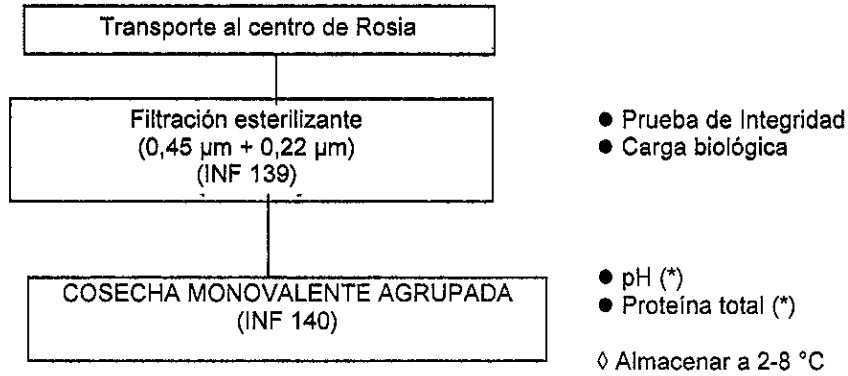 Transporte al centro de Rosia
Filtración esterilizante
(0,45 µm + 0,22 µm)
(INF 139)
● Prueba de Integridad
● Carga biológica
COSECHA MONOVALENTE AGRUPADA
(INF 140)
● pH (*)
● Proteína total (*)
◊ Almacenar a 2-8 °C